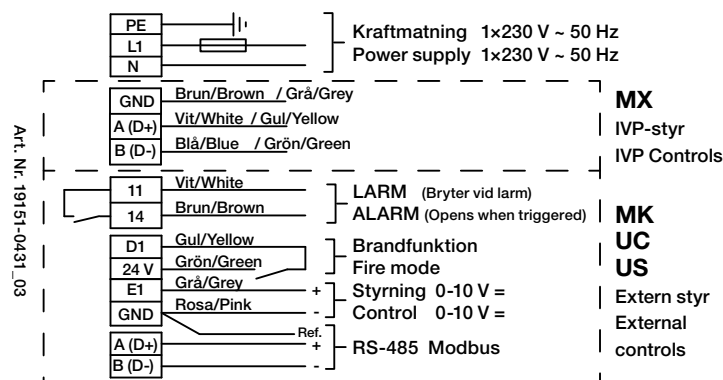 PE
L1
N
Kraftmatning 1×230 V ~ 50 Hz
Power supply 1×230 V ~ 50 Hz
GND Brun/Brown / Grå/Grey
A (D+) Vit/White / Gul/Yellow
B (D-) Blå/Blue / Grön/Green
MX
IVP-styr
IVP Controls
11 Vit/White
14 Brun/Brown
LARM (Bryter vid larm)
ALARM (Opens when triggered)
D1 Gul/Yellow
24 V Grön/Green
Brandfunktion
Fire mode
E1 Grå/Grey +
GND Rosa/Pink -
Styrning 0-10 V =
Control 0-10 V =
Ref.
A (D+) +
B (D-) -
RS-485 Modbus
MK
UC
US
Extern styr
External
controls
Art. Nr. 19151-0431_03